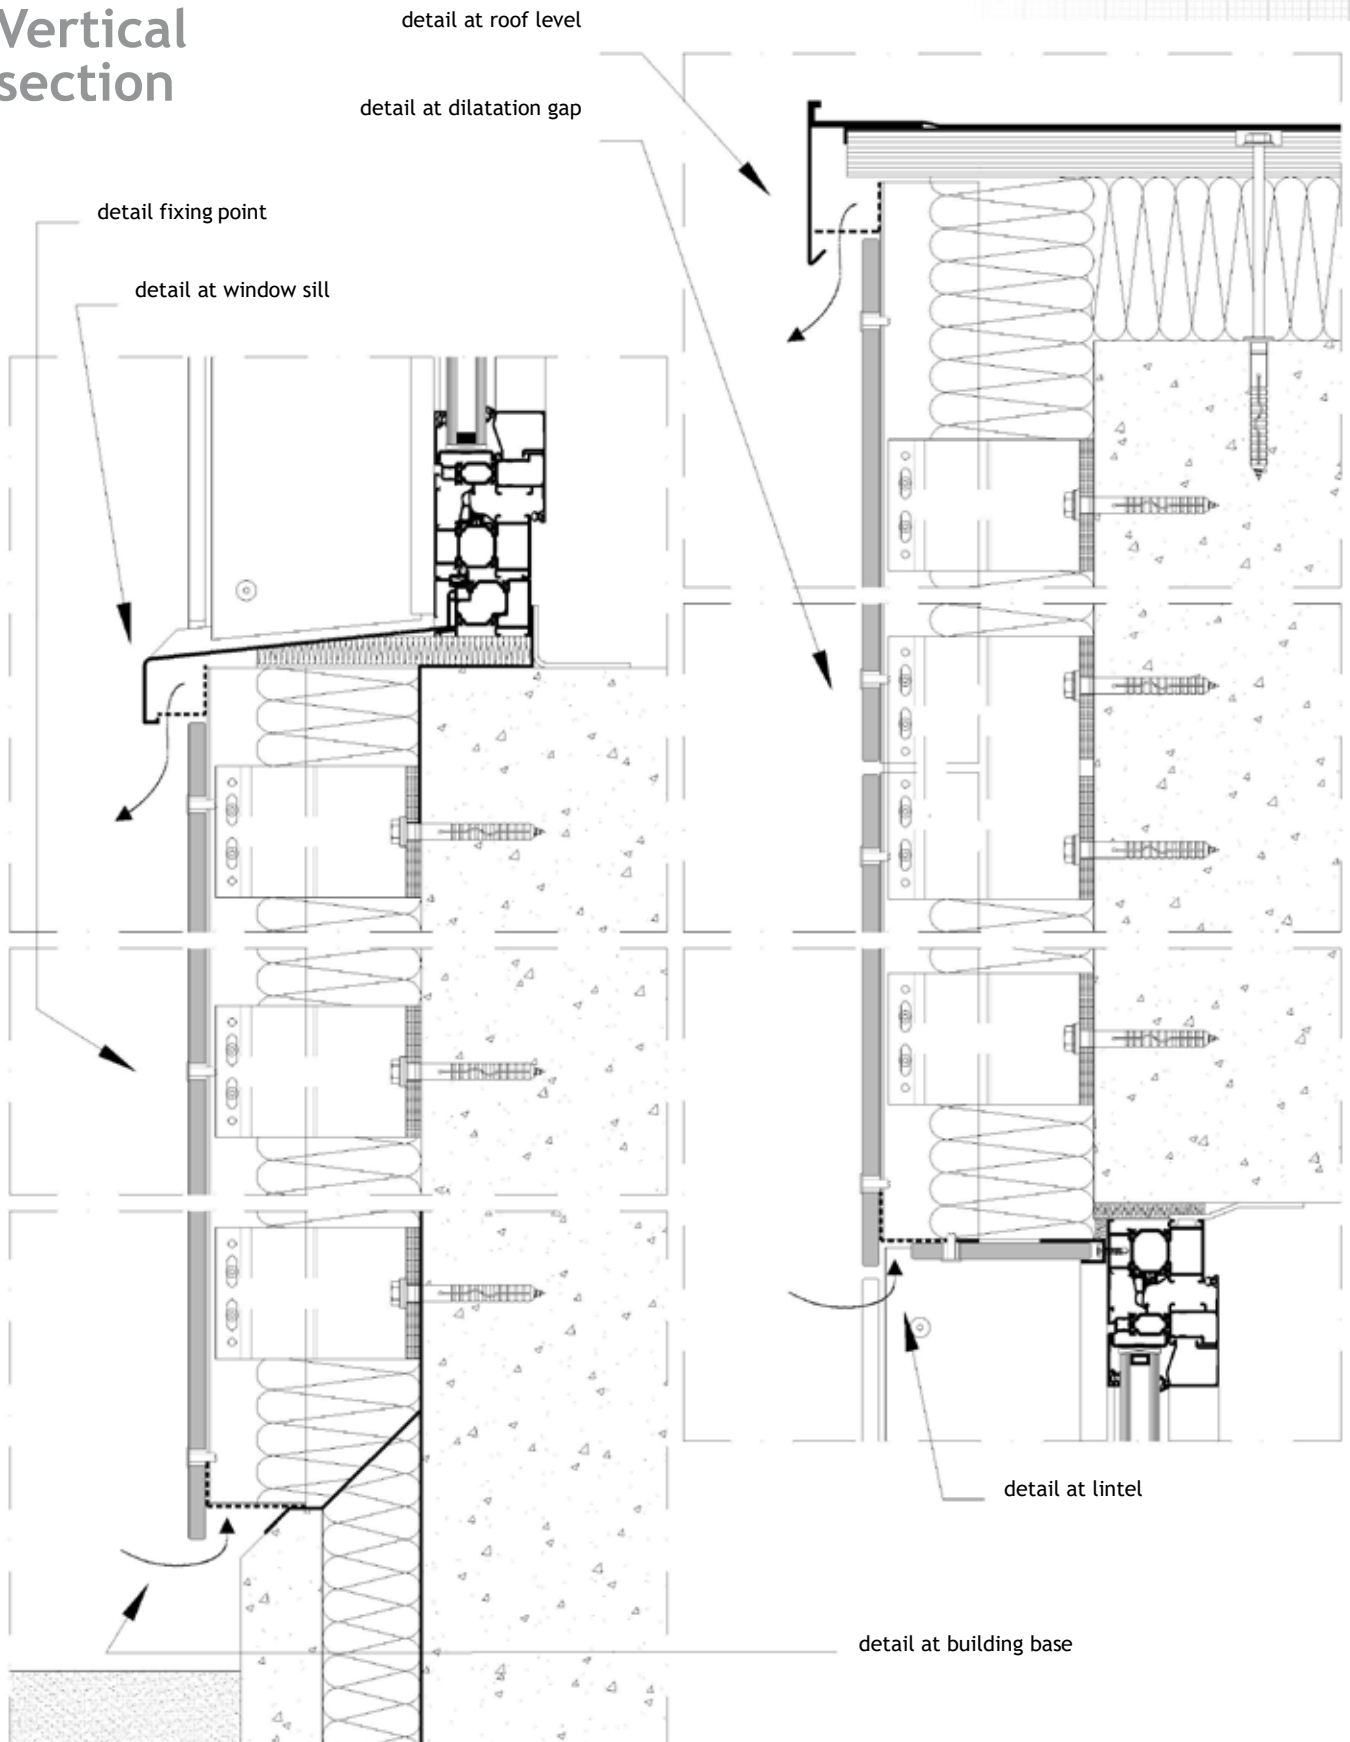 Vertical
section
detail at roof level
detail at dilatation gap
detail fixing point
detail at window sill
detail at lintel
detail at building base